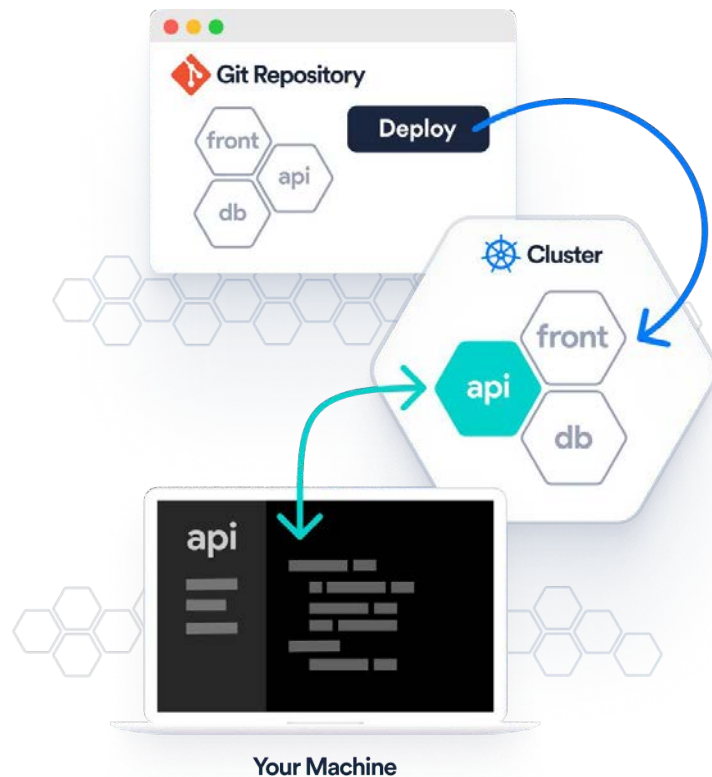 Git Repository
front
Deploy
api
db
Cluster
front
api
db
api
Your Machine